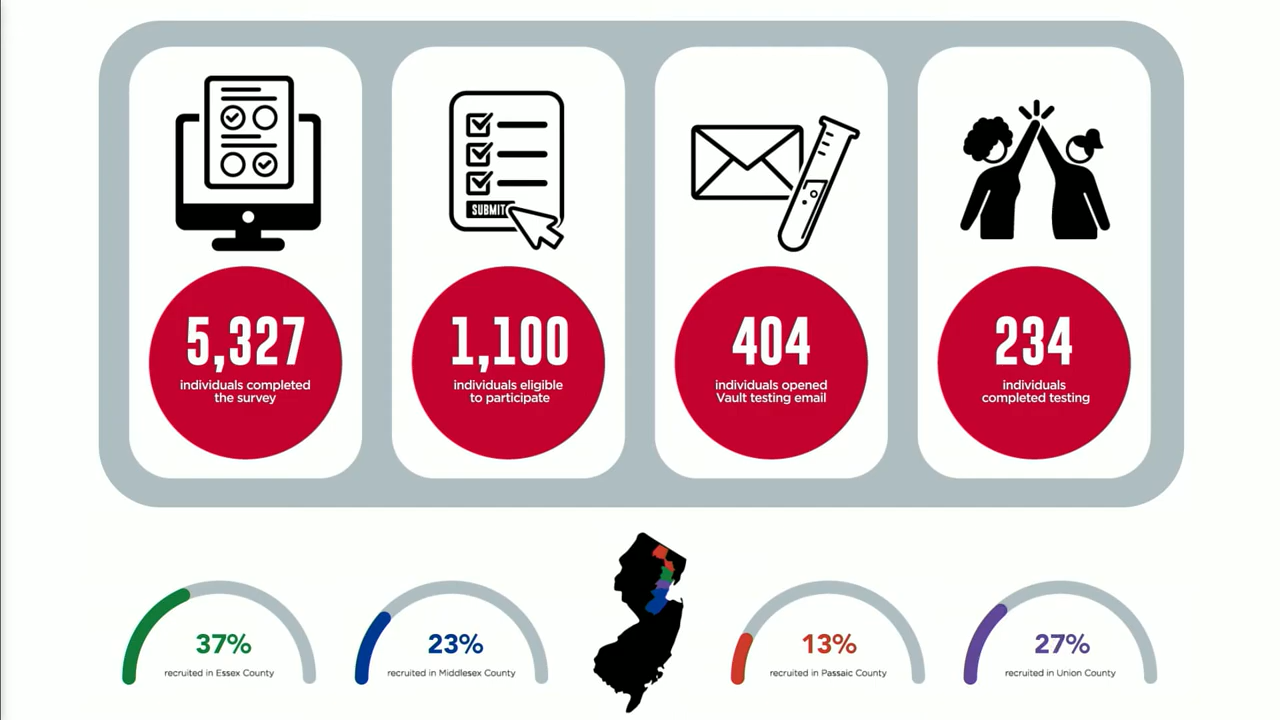 SUBMIT
5,327
individuals completed
the survey
1,100
individuals eligible
to participate
404
individuals opened
Vault testing email
234
individuals
completed testing
37%
recruited in Essex County
23%
recruited in Middlesex County
13%
recruited in Passaic County
27%
recruited in Union County